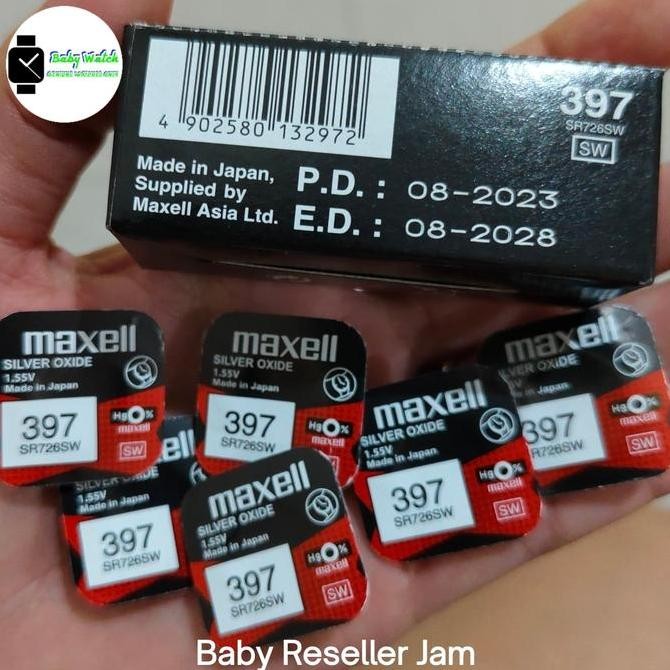 Baby Watch
4 902580 132972
Made in Japan,
Supplied by
Maxell Asia Ltd.
P.D. : 08-2023
E.D. : 08-2028
397
SR726SW
SW
maxell
SILVER OXIDE
1.55V
Made in Japan
397
SR726SW
Hg0%
maxell
SW
maxell
SILVER OXIDE
1.55V
Made in Japan
397
SR726SW
Hg0%
maxell
maxell
SILVER OXIDE
1.55V
Made in Japan
397
SR726SW
Hg0%
maxell
SW
maxell
OXIDE
Made in Japan
397
SR726SW
Hg0%
maxell
SW
1.55V
Made in Japan
397
SR726SW
maxell
SILVER OXIDE
1.55V
Made in Japan
397
SR726SW
Hg0%
maxell
SW
Baby Reseller Jam